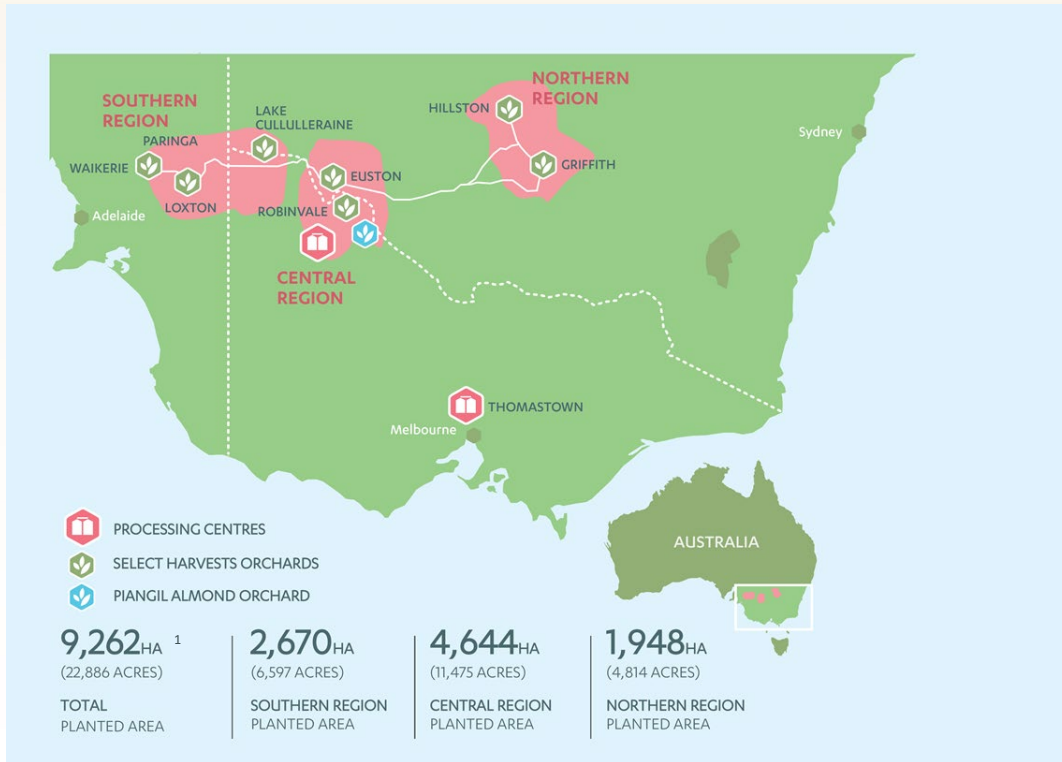 NORTHERN
REGION
HILLSTON
SOUTHERN
REGION
LAKE
CULLULLERAINE
PARINGA
Sydney
WAIKERIE
GRIFFITH
EUSTON
LOXTON
ROBINVALE
Adelaide
CENTRAL
REGION
THOMASTOWN
Melbourne
PROCESSING CENTRES
SELECT HARVESTS ORCHARDS
PIANGIL ALMOND ORCHARD
AUSTRALIA
9,262HA 1
(22,886 ACRES)
TOTAL
PLANTED AREA
2,670HA
(6,597 ACRES)
SOUTHERN REGION
PLANTED AREA
4,644HA
(11,475 ACRES)
CENTRAL REGION
PLANTED AREA
1,948HA
(4,814 ACRES)
NORTHERN REGION
PLANTED AREA